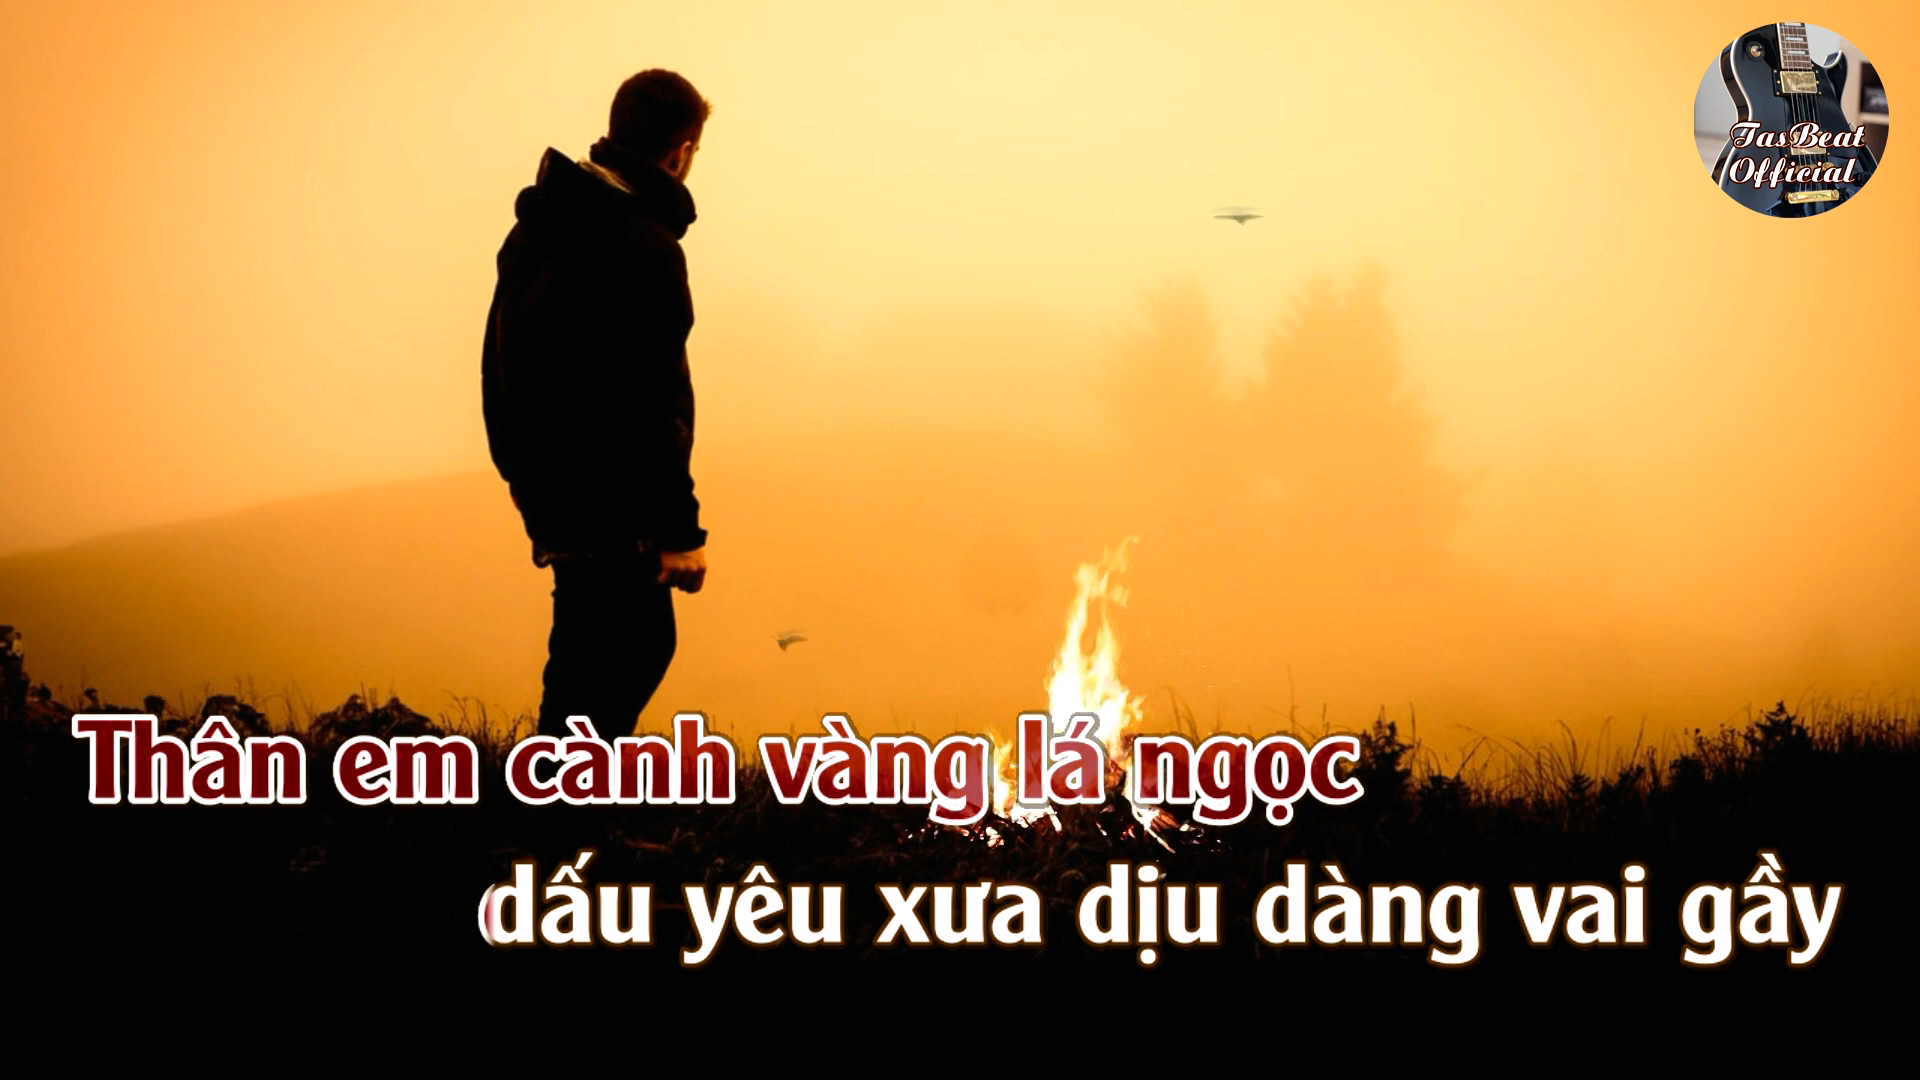 TasBeat
Official
Thân em cành vàng lá ngọc
dấu yêu xưa dịu dàng vai gầy